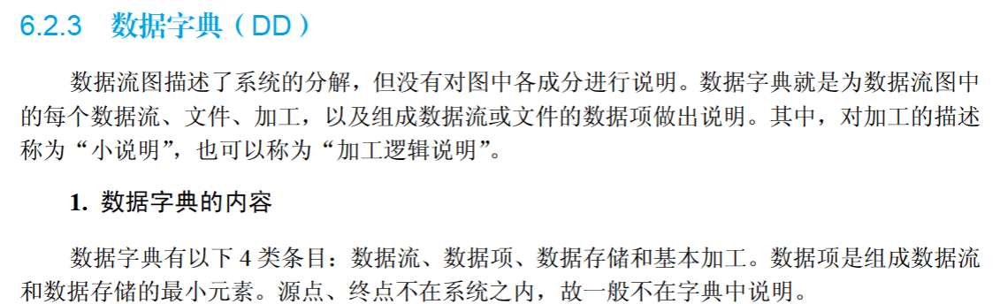 6.2.3 数据字典（DD）
数据流图描述了系统的分解，但没有对图中各成分进行说明。数据字典就是为数据流图中
的每个数据流、文件、加工，以及组成数据流或文件的数据项做出说明。其中，对加工的描述
称为“小说明”，也可以称为“加工逻辑说明”。
1. 数据字典的内容
数据字典有以下 4 类条目：数据流、数据项、数据存储和基本加工。数据项是组成数据流
和数据存储的最小元素。源点、终点不在系统之内，故一般不在字典中说明。